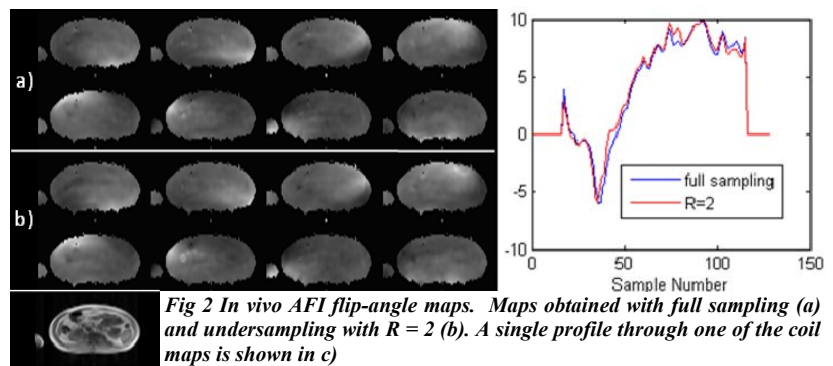 a)
b)
10
5
0
-5
-10
0
50
100
150
full sampling
R=2
Sample Number
Fig 2 In vivo AFI flip-angle maps. Maps obtained with full sampling (a)
and undersampling with R = 2 (b). A single profile through one of the coil
maps is shown in c)